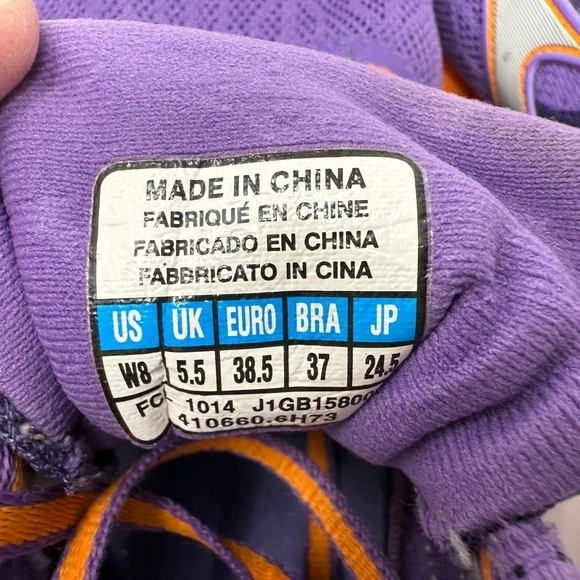 MADE IN CHINA
FABRIQUÉ EN CHINE
FABRICADO EN CHINA
FABBRICATO IN CINA
US UK EURO BRA JP
W8 5.5 38.5 37 24.5
1014
410660.6H73